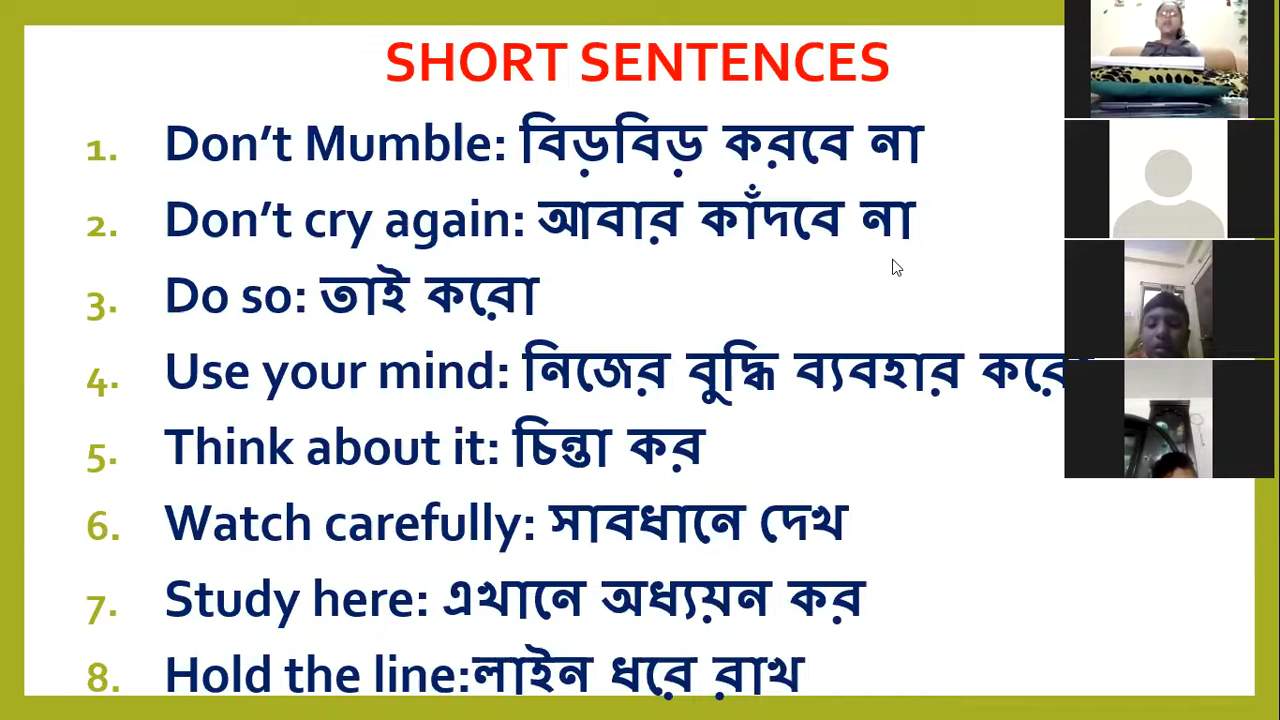 SHORT SENTENCES
1. Don't Mumble: বিড়বিড় করবে না
2. Don't cry again: আবার কাঁদবে না
3. Do so: তাই করো
4. Use your mind: নিজের বুদ্ধি ব্যবহার
5. Think about it: চিন্তা কর
6. Watch carefully: সাবধানে দেখ
7. Study here: এখানে অধ্যয়ন কর
8. Hold the line:লাইন ধরে রাখ